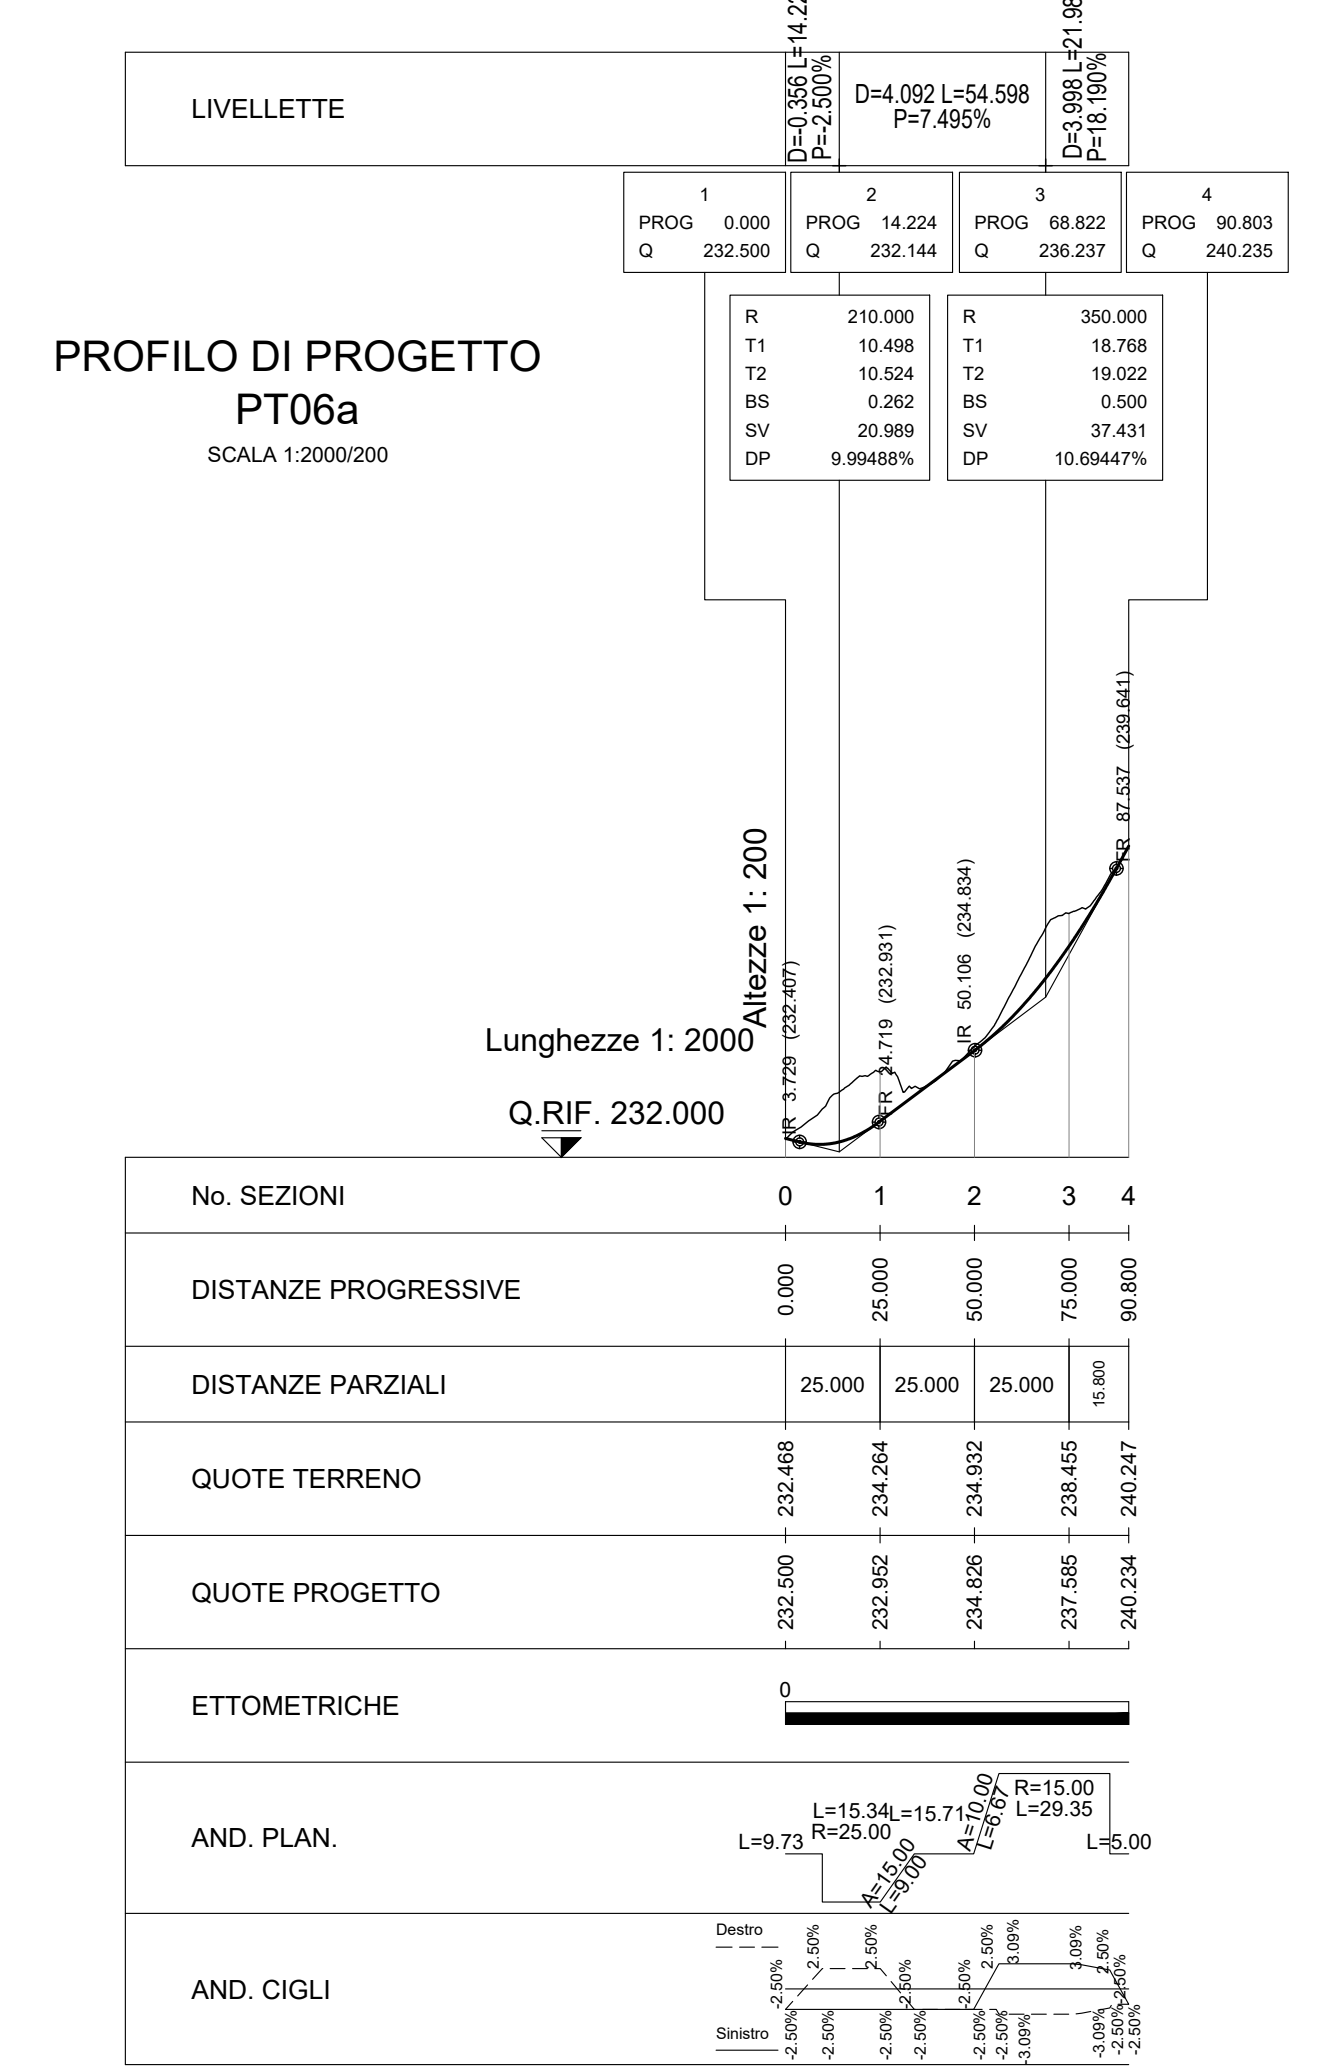 D=-0.356 L=14.22
P=-2.500%
D=4.092 L=54.598
P=7.495%
D=3.998 L=21.98
P=18.190%
LIVELLETTE
1
PROG 0.000
Q 232.500
2
PROG 14.224
Q 232.144
3
PROG 68.822
Q 236.237
4
PROG 90.803
Q 240.235
R 210.000
T1 10.498
T2 10.524
BS 0.262
SV 20.989
DP 9.99488%
R 350.000
T1 18.768
T2 19.022
BS 0.500
SV 37.431
DP 10.69447%
PROFILO DI PROGETTO
PT06a
SCALA 1:2000/200
Altezze 1: 200
Lunghezze 1: 2000
Q.RIF. 232.000
IR 3.729 (232.407)
FR 24.719 (232.931)
IR 50.106 (234.834)
FR 87.537 (239.641)
No. SEZIONI 0 1 2 3 4
DISTANZE PROGRESSIVE 0.000 25.000 50.000 75.000 90.800
DISTANZE PARZIALI 25.000 25.000 25.000 15.800
QUOTE TERRENO 232.468 234.264 234.932 238.455 240.247
QUOTE PROGETTO 232.500 232.952 234.826 237.585 240.234
ETTOMETRICHE 0
AND. PLAN.
L=9.73
L=15.34
R=25.00
A=15.00
L=9.00
L=15.71
A=10.00
L=6.67
R=15.00
L=29.35
L=5.00
AND. CIGLI
Destro
-2.50% 2.50% 2.50% -2.50% -2.50% 2.50% 3.09% 3.09% 2.50% -2.50%
Sinistro
-2.50% -2.50% -2.50% -2.50% -2.50% -2.50% -3.09% -3.09% -2.50% -2.50%